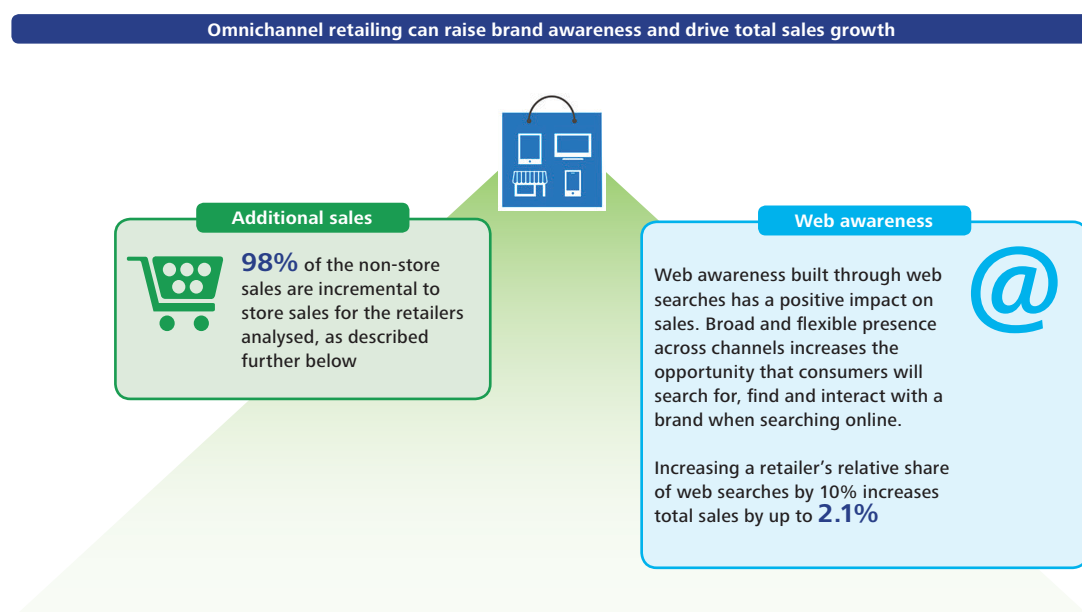 Omnichannel retailing can raise brand awareness and drive total sales growth
Additional sales
98% of the non-store
sales are incremental to
store sales for the retailers
analysed, as described
further below
Web awareness
@
Web awareness built through web
searches has a positive impact on
sales. Broad and flexible presence
across channels increases the
opportunity that consumers will
search for, find and interact with a
brand when searching online.
Increasing a retailer’s relative share
of web searches by 10% increases
total sales by up to 2.1%